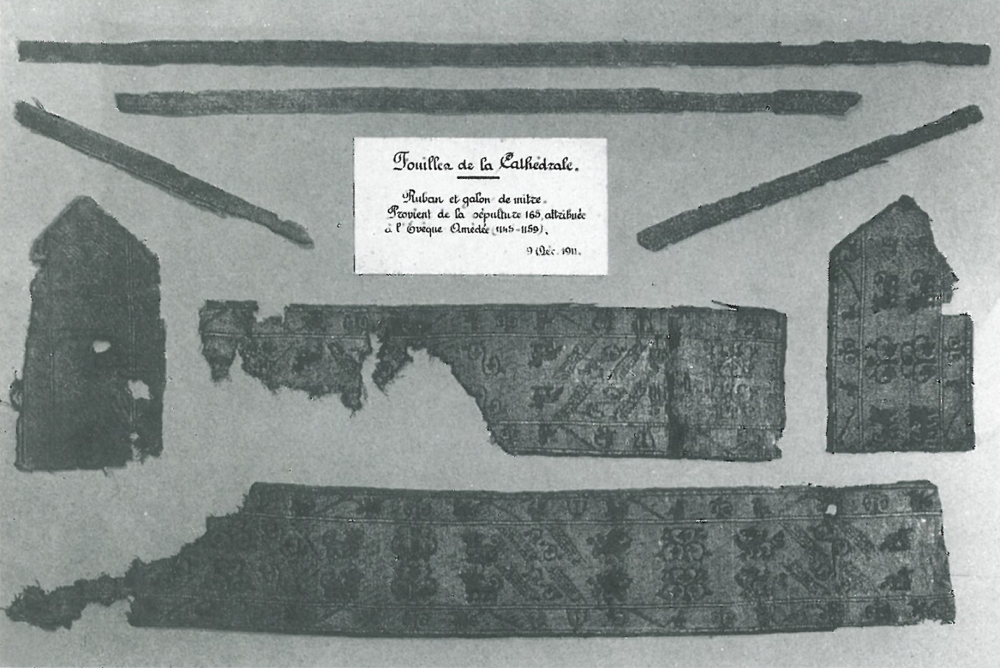 Fouilles de la Cathédrale.
Ruban et galon de mitre.
Provient de la sépulture 165, attribuée
à l'Évêque Amédée (1145-1159).
9 Déc. 1911.